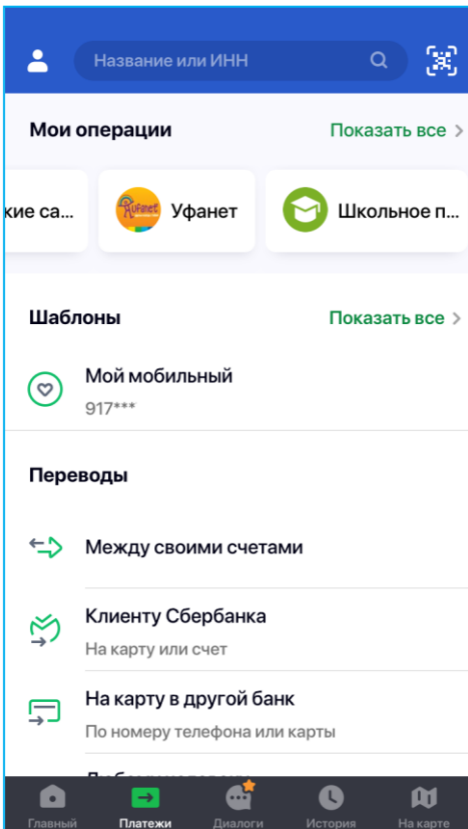 Название или ИНН
Мои операции
Показать все
кие са...
Уфанет
Школьное п...
Шаблоны
Показать все
Мой мобильный
917***
Переводы
Между своими счетами
Клиенту Сбербанка
На карту или счет
На карту в другой банк
По номеру телефона или карты
Главный
Платежи
Диалоги
История
На карте